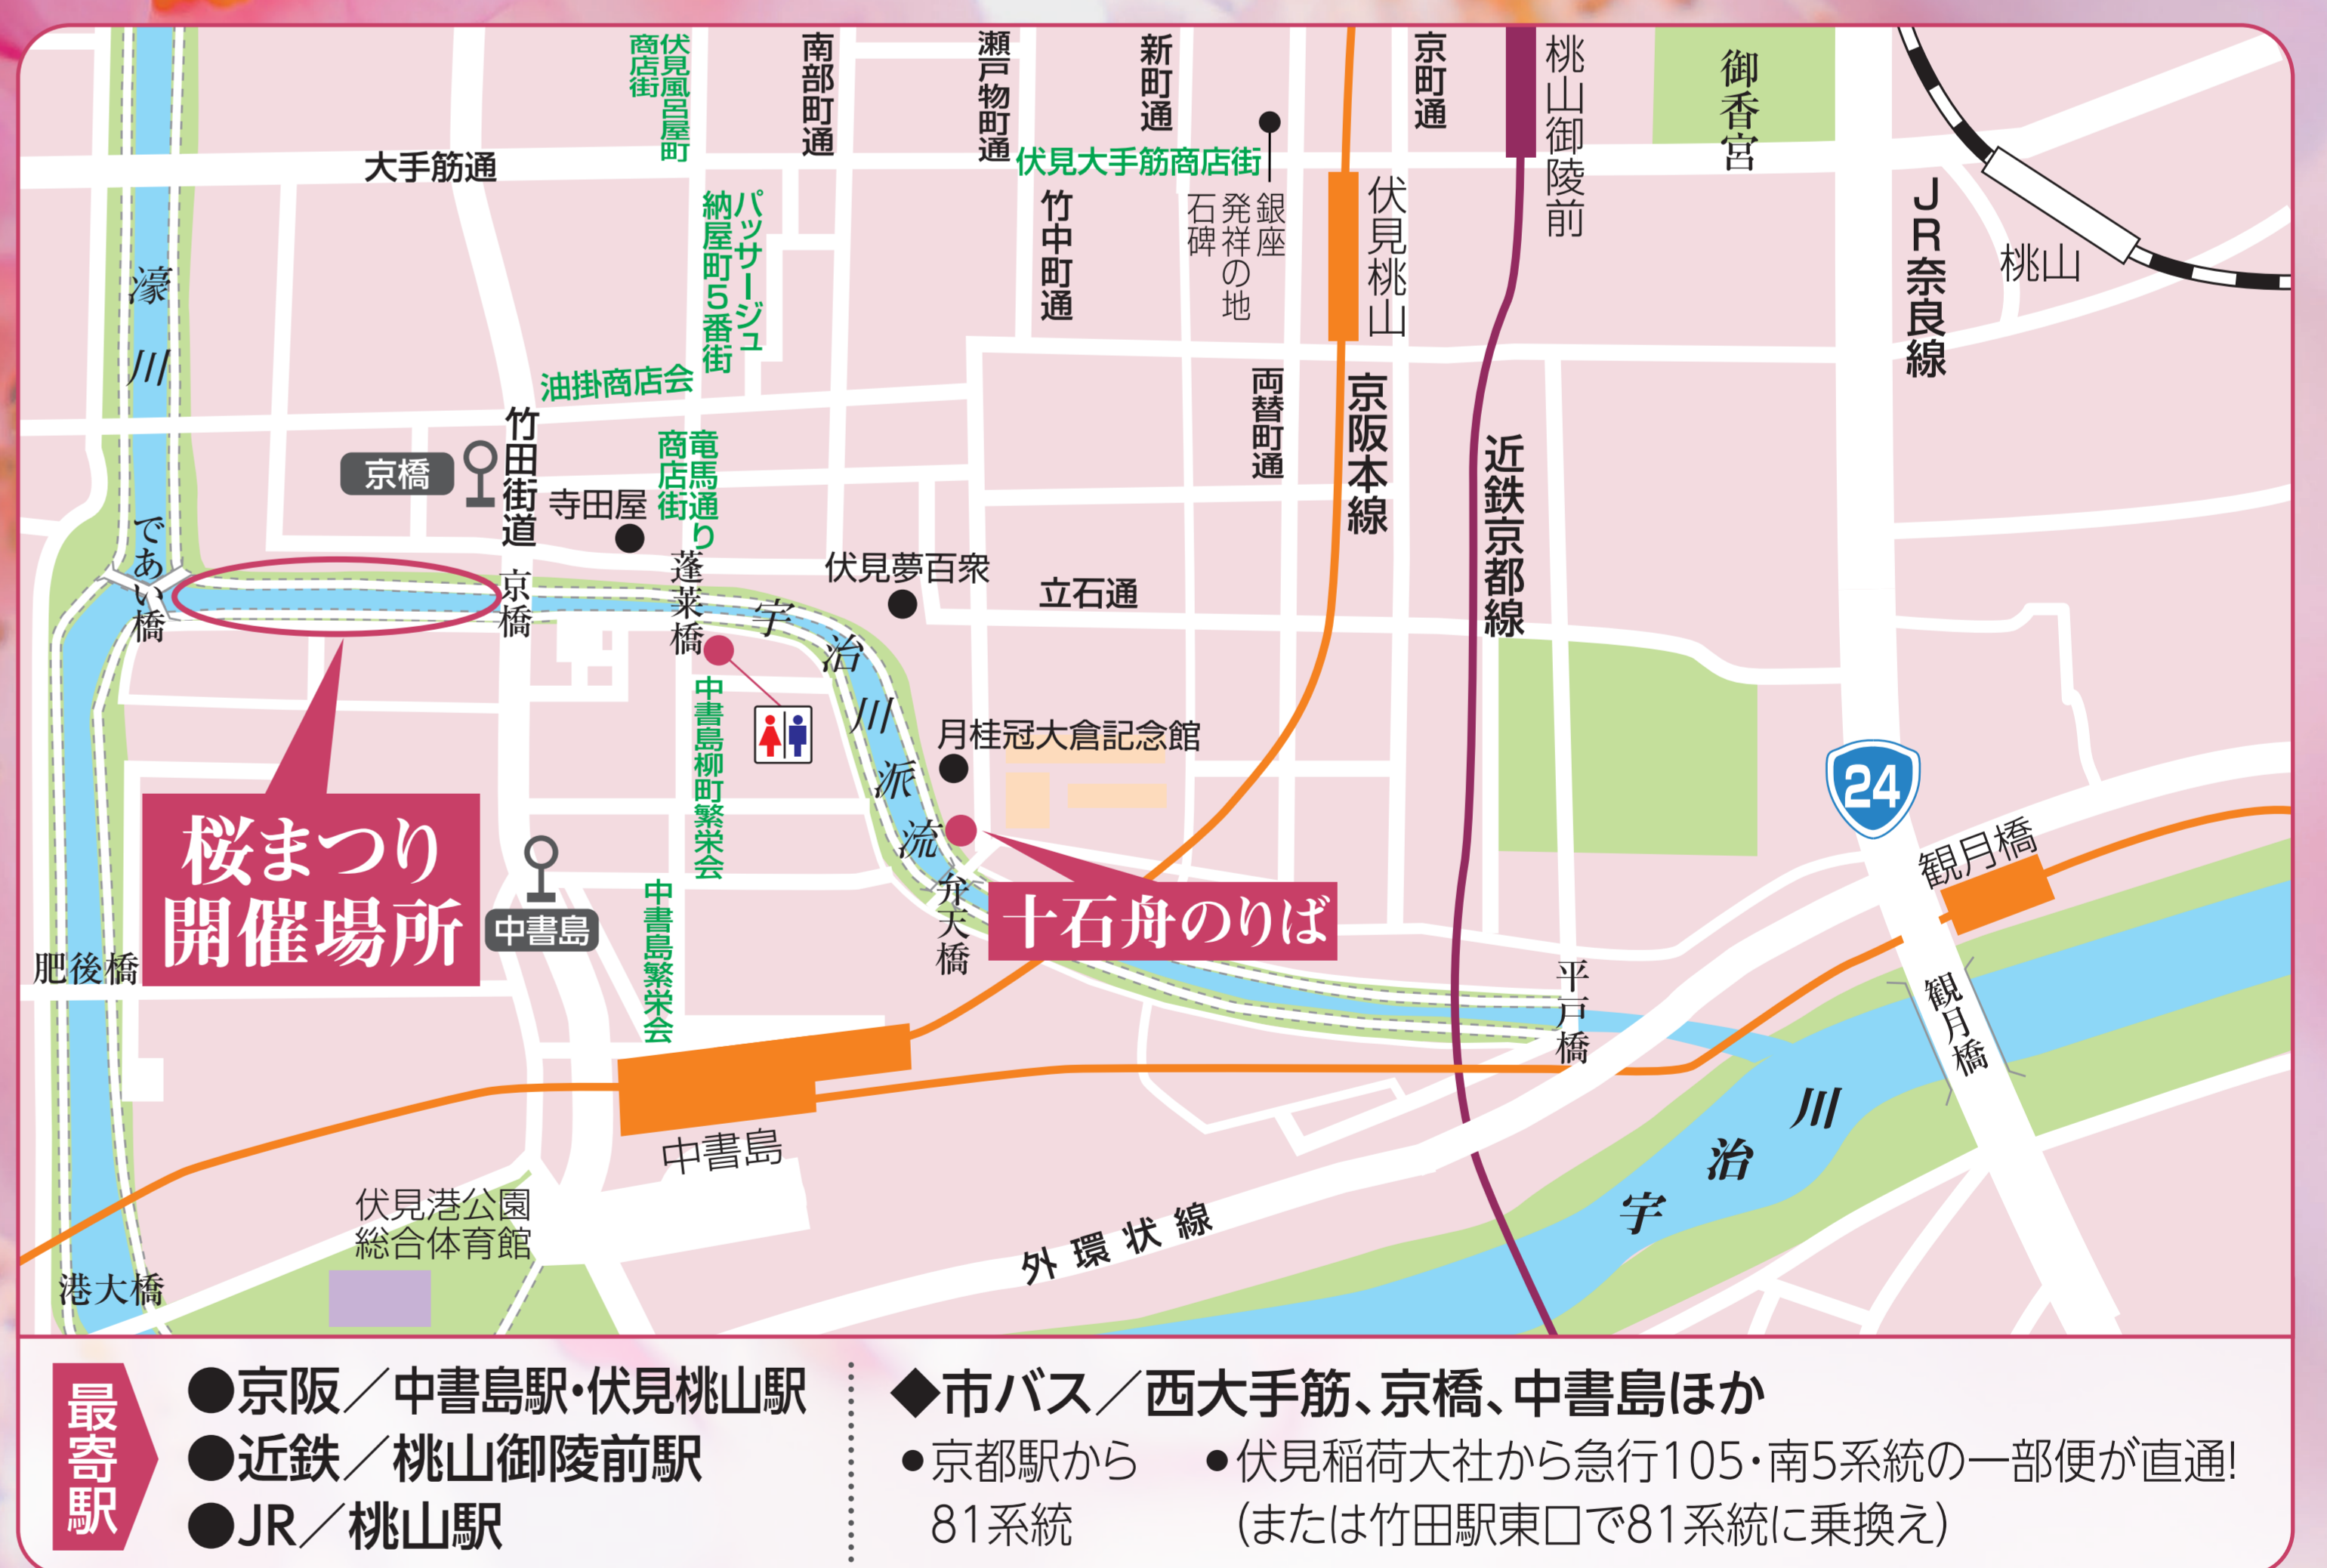 伏見風呂屋町
商店街
南部町通
瀬戸物町通
新町通
京町通
桃山御陵前
御香宮
大手筋通
伏見大手筋商店街
銀座
発祥の地
石碑
伏見桃山
JR奈良線
桃山
濠川
パッサージュ
納屋町5番街
竹中町通
油掛商店会
両替町通
京阪本線
近鉄京都線
京橋
竹田街道
寺田屋
竜馬通り
商店街
であい橋
京橋
蓬莱橋
伏見夢百衆
立石通
宇治川派流
中書島柳町繁栄会
月桂冠大倉記念館
24
桜まつり
開催場所
十石舟のりば
弁天橋
観月橋
中書島
中書島繁栄会
肥後橋
平戸橋
観月橋
中書島
宇治川
伏見港公園
総合体育館
外環状線
港大橋
最寄駅
●京阪／中書島駅・伏見桃山駅
●近鉄／桃山御陵前駅
●JR／桃山駅
◆市バス／西大手筋、京橋、中書島ほか
●京都駅から
81系統
●伏見稲荷大社から急行105・南5系統の一部便が直通!
(または竹田駅東口で81系統に乗換え)